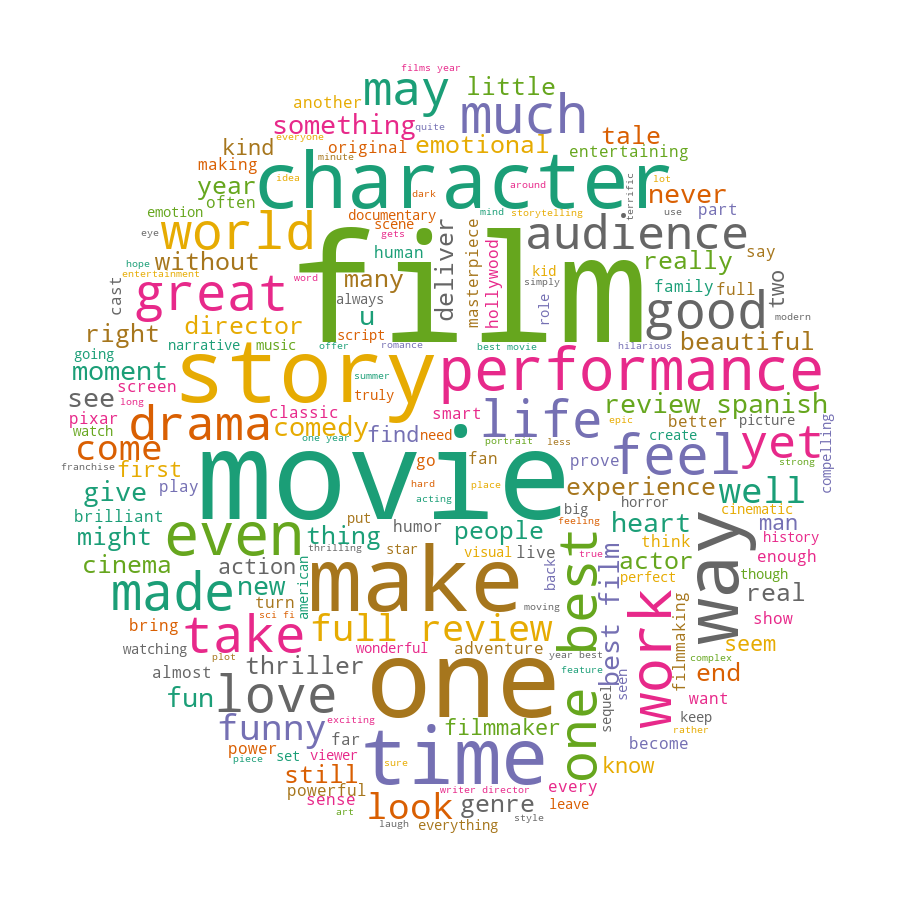 films year
may
little
another
much
something
quite
everyone
kind
original
emotional
tale
minute
entertaining
making
character
idea
around
lot
terrific
year
never
often
dark
emotion
documentary
mind
storytelling
use
part
eye
world
scene
gets
deliver
masterpiece
audience
hope
without
human
hollywood
say
really
entertainment
word
film
many
kid
simply
family
full
two
cast
great
always
role
good
modern
u
right
director
script
narrative
music
offer
romance
best movie
hilarious
beautiful
going
moment
story
summer
performance
see
screen
truly
long
pixar
drama
classic
smart
life
review spanish
watch
comedy
find
need
epic
better
picture
one year
portrait
less
create
come
feel
yet
compelling
franchise
first
movie
go
fan
prove
strong
give
play
hard
place
experience
well
acting
brilliant
put
humor
big
horror
cinematic
might
even
thing
people
feeling
heart
man
history
think
thrilling
star
visual
live
true
cinema
action
american
backe
actor
enough
perfect
though
made
new
make
one best
best film
way
real
turn
moving
work
filmmaking
sci fi
bring
take
full review
show
watching
wonderful
adventure
seem
plot
thriller
year best
complex
almost
feature
seen
end
fun
love
one
sequel
want
keep
funny
exciting
filmmaker
rather
power
far
time
become
piece
set
viewer
sure
know
still
powerful
writer director
every
sense
look
genre
leave
art
laugh
everything
style